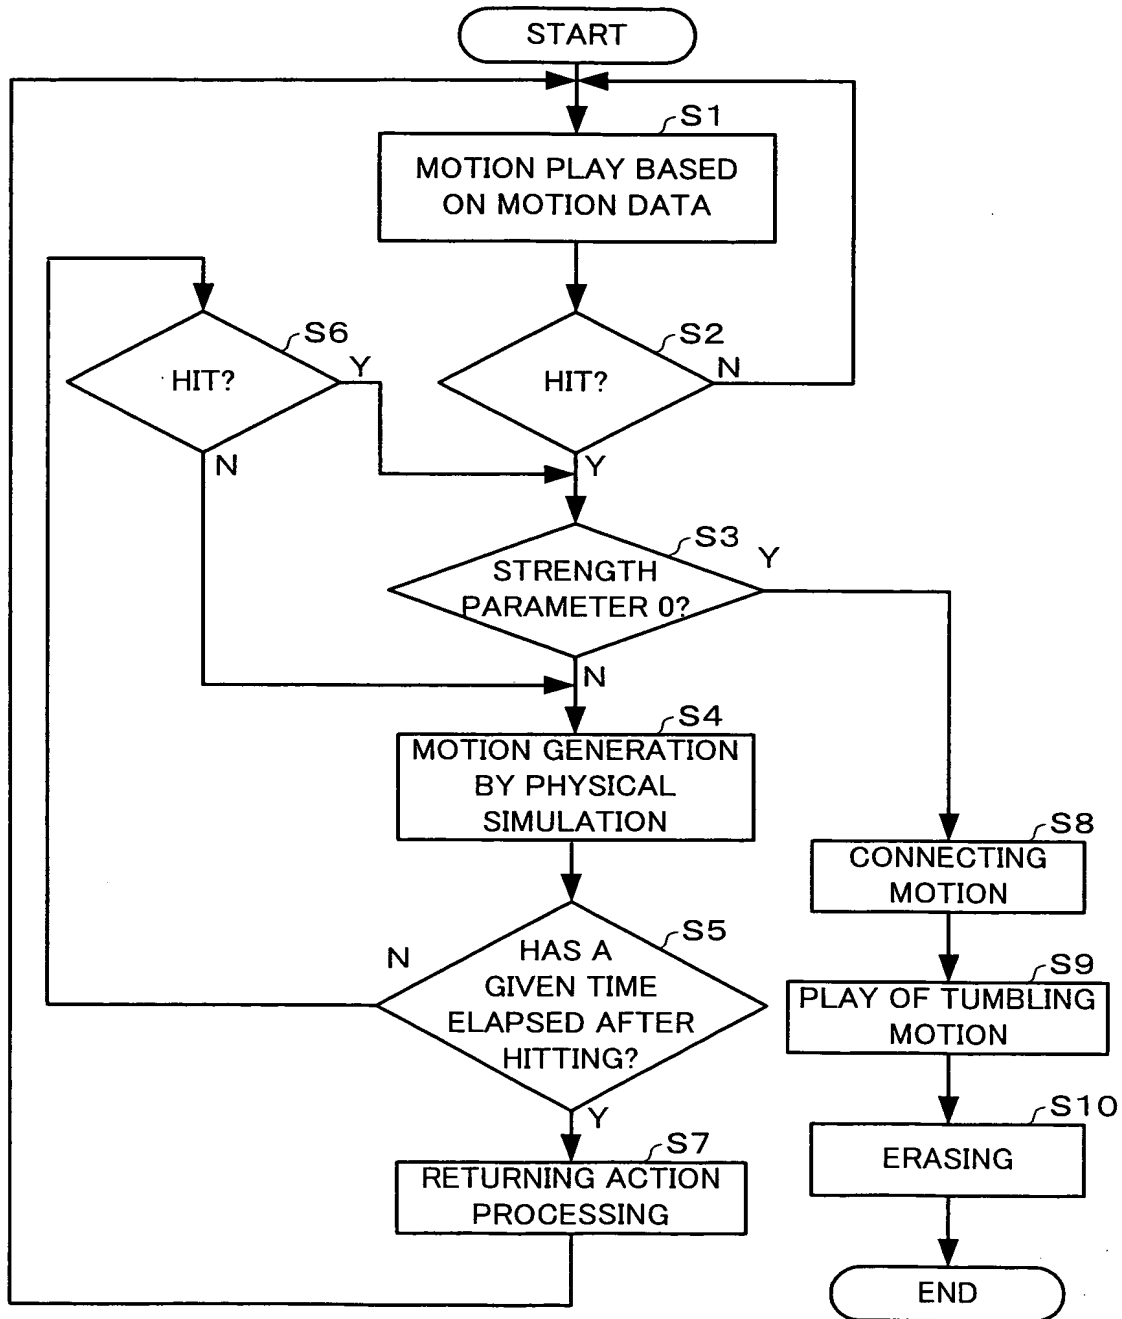 START
S1
MOTION PLAY BASED
ON MOTION DATA
S6
HIT?
Y
N
S2
HIT?
N
Y
S3
STRENGTH
PARAMETER 0?
Y
N
S4
MOTION GENERATION
BY PHYSICAL
SIMULATION
S5
HAS A
GIVEN TIME
ELAPSED AFTER
HITTING?
N
Y
S7
RETURNING ACTION
PROCESSING
S8
CONNECTING
MOTION
S9
PLAY OF TUMBLING
MOTION
S10
ERASING
END